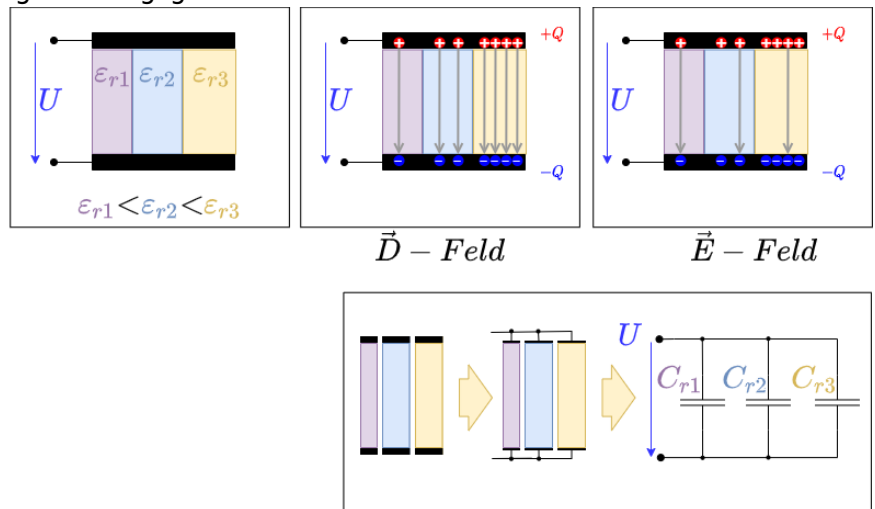 U
εr1 εr2 εr3
εr1<εr2<εr3
U
+Q
−Q
D⃗ − Feld
U
+Q
−Q
E⃗ − Feld
U
Cr1 Cr2 Cr3